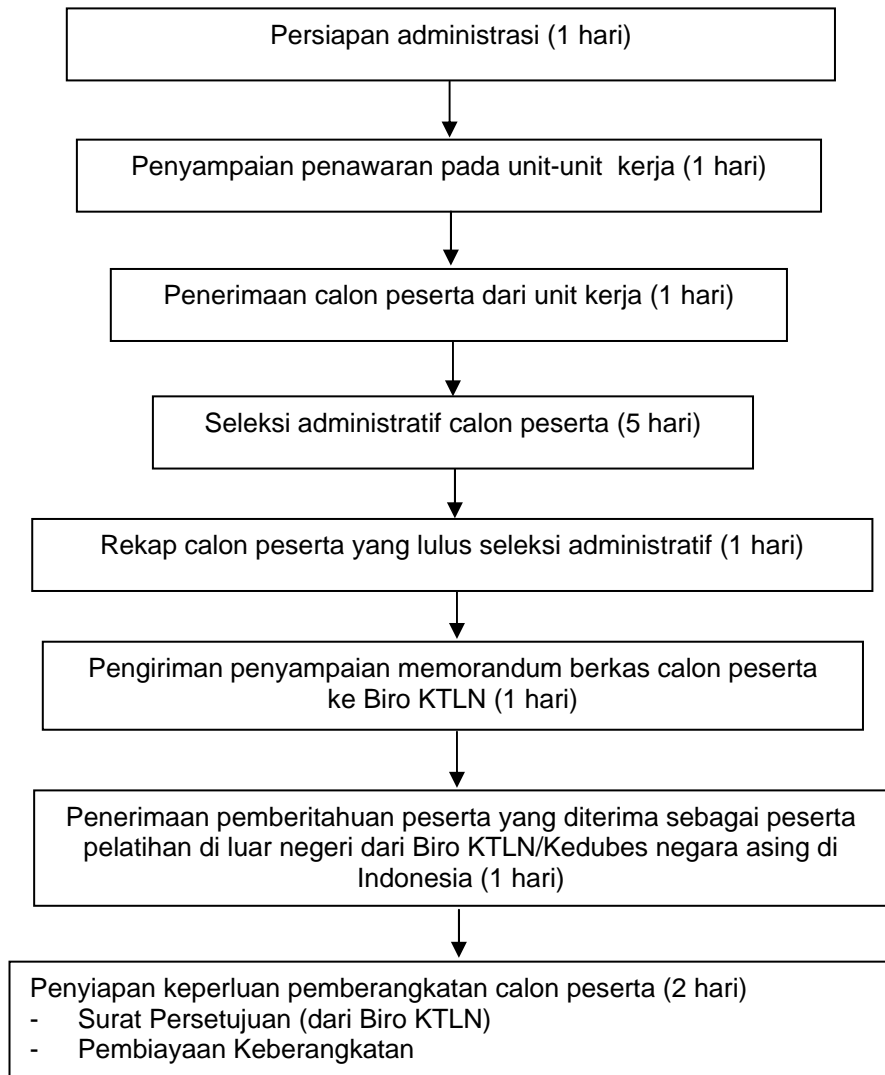 Persiapan administrasi (1 hari)
Penyampaian penawaran pada unit-unit kerja (1 hari)
Penerimaan calon peserta dari unit kerja (1 hari)
Seleksi administratif calon peserta (5 hari)
Rekap calon peserta yang lulus seleksi administratif (1 hari)
Pengiriman penyampaian memorandum berkas calon peserta
ke Biro KTLN (1 hari)
Penerimaan pemberitahuan peserta yang diterima sebagai peserta
pelatihan di luar negeri dari Biro KTLN/Kedubes negara asing di
Indonesia (1 hari)
Penyiapan keperluan pemberangkatan calon peserta (2 hari)
- Surat Persetujuan (dari Biro KTLN)
- Pembiayaan Keberangkatan